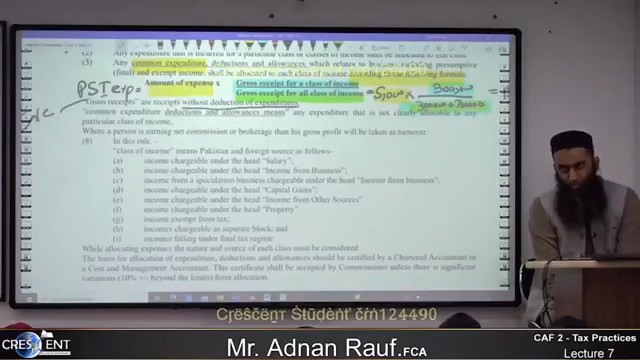 (2) Any expenditure that is incurred for a particular class or classes of income shall be allocated to that class.
(3) Any common expenditure, deductions and allowances which relates to business including presumptive
(final) and exempt income, shall be allocated to each class of income according to the following formula
PSI exp =
Amount of expense x Gross receipt for a class of income
Gross receipt for all class of income
"Gross receipts" are receipts without deduction of expenditures.
"common expenditure deductions and allowances means" any expenditure that is not clearly allocable to any
particular class of income.
Where a person is earning net commission or brokerage than his gross profit will be taken as turnover.
(8) In this rule, -
"class of income" means Pakistan and foreign source as follows-
(a) income chargeable under the head "Salary";
(b) income chargeable under the head "Income from Business";
(c) income from a speculation business chargeable under the head "Income from business";
(d) income chargeable under the head "Capital Gains";
(e) income chargeable under the head "Income from Other Sources"
(f) income chargeable under the head "Property"
(g) income exempt from tax;
(h) incomes chargeable as separate block; and
(i) incomes falling under final tax regime
While allocating expenses the nature and source of each class must be considered.
The basis for allocation of expenditure, deductions and allowances should be certified by a Chartered Accountant or
a Cost and Management Accountant. This certificate shall be accepted by Commissioner unless there is significant
variations (10% +/- beyond the limits) from allocation.
CRESCENT
Mr. Adnan Rauf.FCA
CAF 2 - Tax Practices
Lecture 7